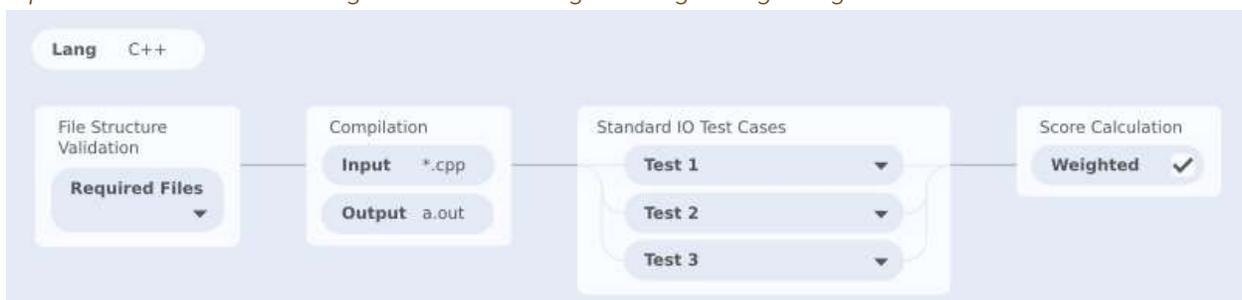 Lang C++
File Structure
Validation
Required Files
Compilation
Input *.cpp
Output a.out
Standard IO Test Cases
Test 1
Test 2
Test 3
Score Calculation
Weighted